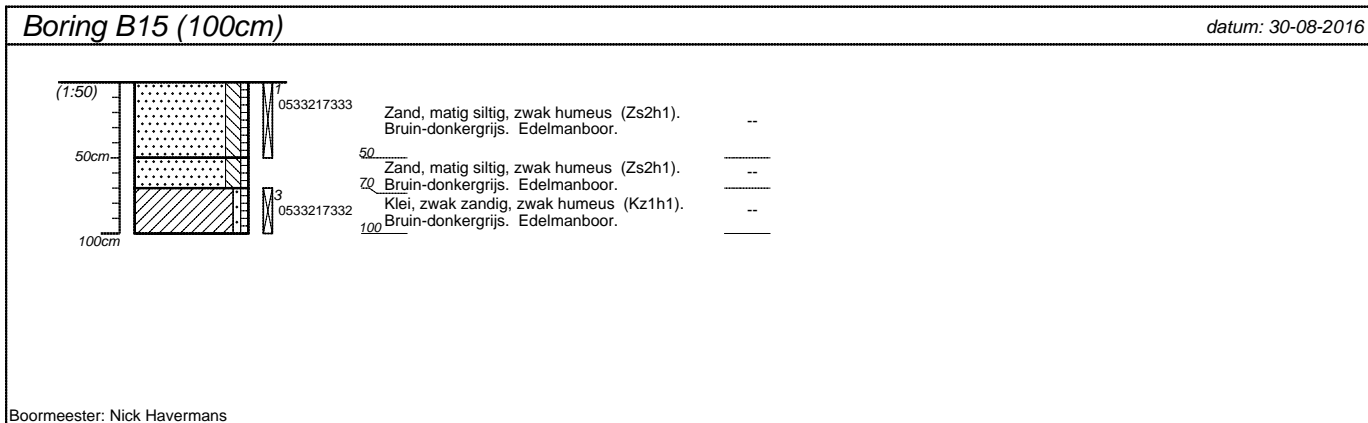 Boring B15 (100cm)
datum: 30-08-2016
(1:50)
1
0533217333
Zand, matig siltig, zwak humeus (Zs2h1).
Bruin-donkergrijs. Edelmanboor.
--
50cm
50
Zand, matig siltig, zwak humeus (Zs2h1).
--
70
Bruin-donkergrijs. Edelmanboor.
3
0533217332
Klei, zwak zandig, zwak humeus (Kz1h1).
--
100
Bruin-donkergrijs. Edelmanboor.
100cm
Boormeester: Nick Havermans